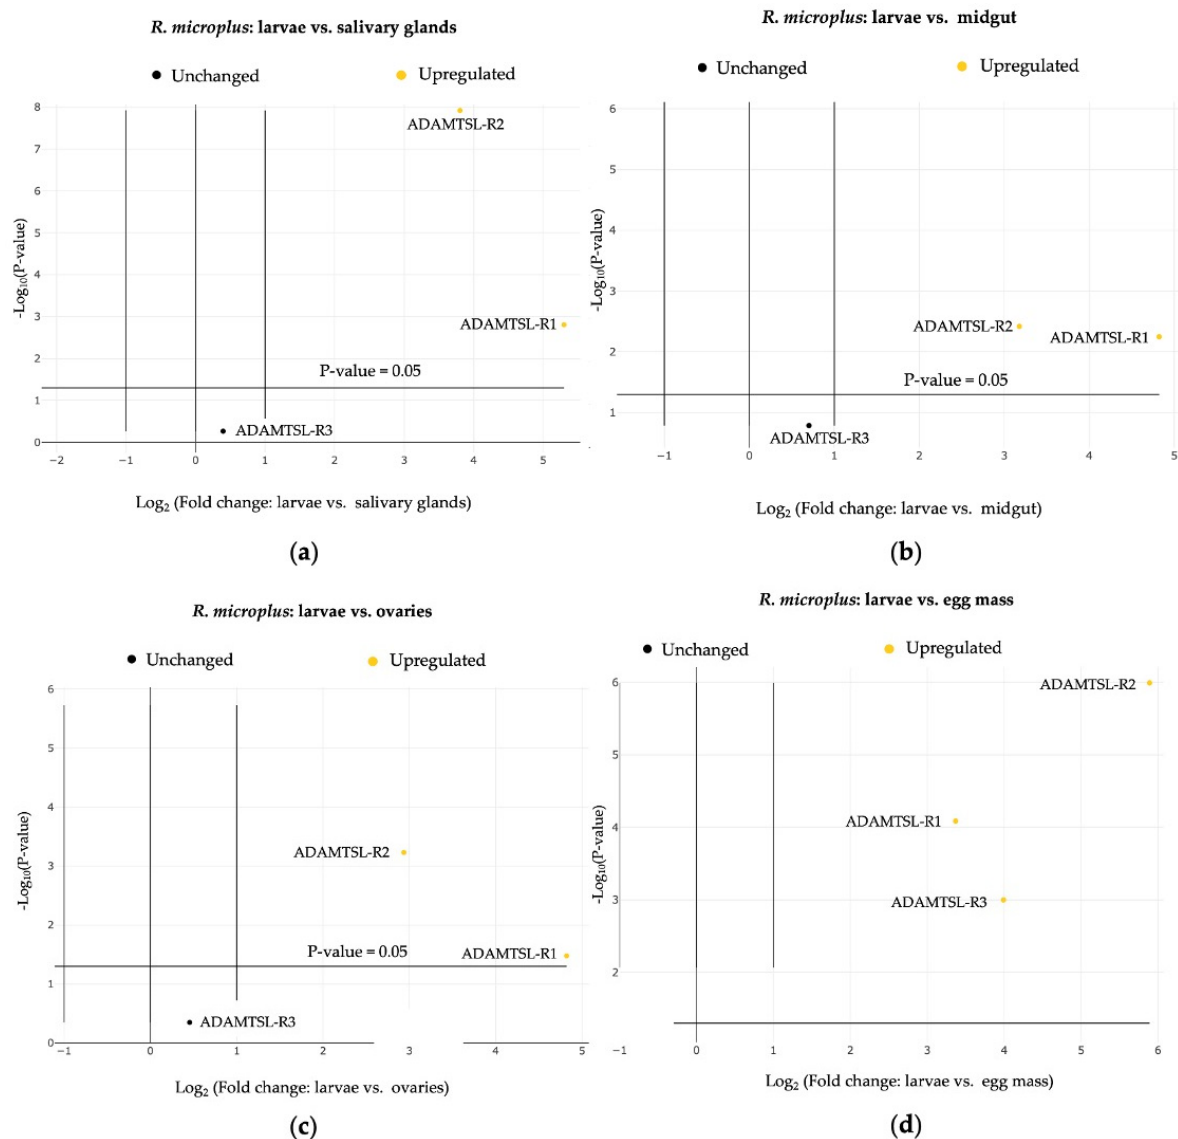 R. microplus: larvae vs. salivary glands
Unchanged Upregulated
8
ADAMTSL-R2
7
6
5
4
3
ADAMTSL-R1
2
P-value = 0.05
1
ADAMTSL-R3
0
-Log10(P-value)
−2 −1 0 1 2 3 4 5
Log2 (Fold change: larvae vs. salivary glands)
(a)
R. microplus: larvae vs. midgut
Unchanged Upregulated
6
5
4
3
ADAMTSL-R2
ADAMTSL-R1
2
P-value = 0.05
1
ADAMTSL-R3
-Log10(P-value)
−1 0 1 2 3 4 5
Log2 (Fold change: larvae vs. midgut)
(b)
R. microplus: larvae vs. ovaries
Unchanged Upregulated
6
5
4
3
ADAMTSL-R2
2
P-value = 0.05
ADAMTSL-R1
1
ADAMTSL-R3
0
-Log10(P-value)
−1 0 1 2 3 4 5
Log2 (Fold change: larvae vs. ovaries)
(c)
R. microplus: larvae vs. egg mass
Unchanged Upregulated
6
ADAMTSL-R2
5
4
ADAMTSL-R1
3
ADAMTSL-R3
2
-Log10(P-value)
−1 0 1 2 3 4 5 6
Log2 (Fold change: larvae vs. egg mass)
(d)